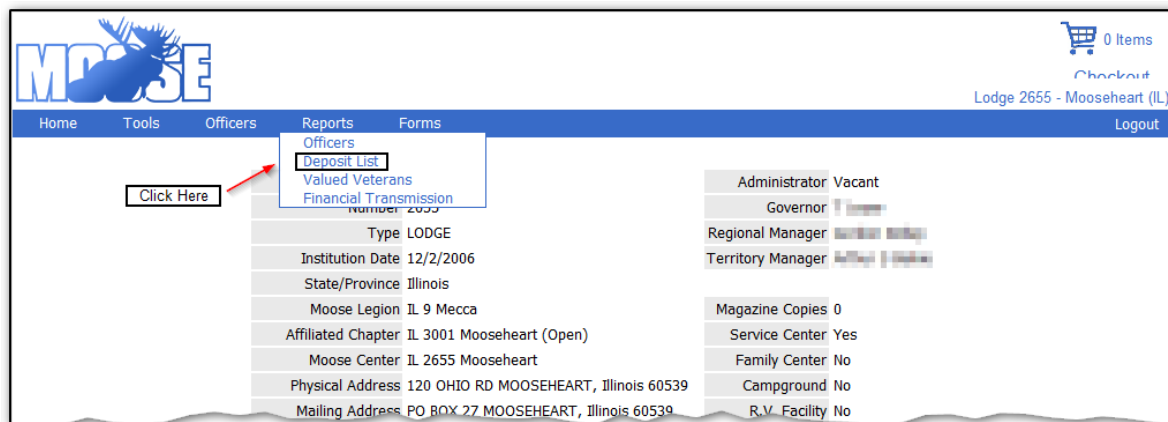 MOOSE
0 Items
Checkout
Lodge 2655 - Mooseheart (IL)
Home Tools Officers Reports Forms Logout
Officers
Deposit List
Valued Veterans
Financial Transmission
Click Here
Number 2655
Type LODGE
Institution Date 12/2/2006
State/Province Illinois
Moose Legion IL 9 Mecca
Affiliated Chapter IL 3001 Mooseheart (Open)
Moose Center IL 2655 Mooseheart
Physical Address 120 OHIO RD MOOSEHEART, Illinois 60539
Mailing Address PO BOX 27 MOOSEHEART, Illinois 60539
Administrator Vacant
Governor
Regional Manager
Territory Manager
Magazine Copies 0
Service Center Yes
Family Center No
Campground No
R.V. Facility No